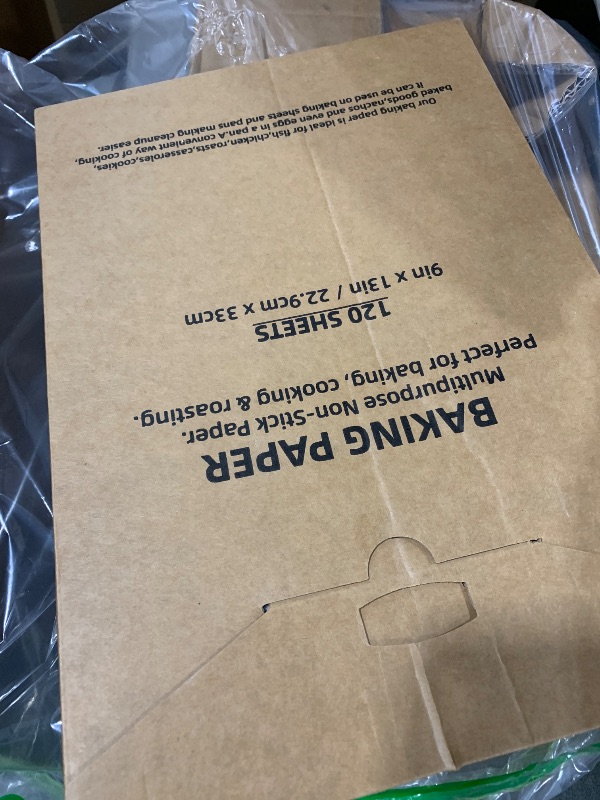 BAKING PAPER
Multipurpose Non-Stick Paper.
Perfect for baking, cooking & roasting.
120 SHEETS
9in x 13in / 22.9cm x 33cm
Our baking paper is ideal for fish,chicken,roasts,casseroles,cookies,
baked goods,nachos and even eggs in a pan.A convenient way of cooking,
It can be used on baking sheets and pans making cleanup easier.